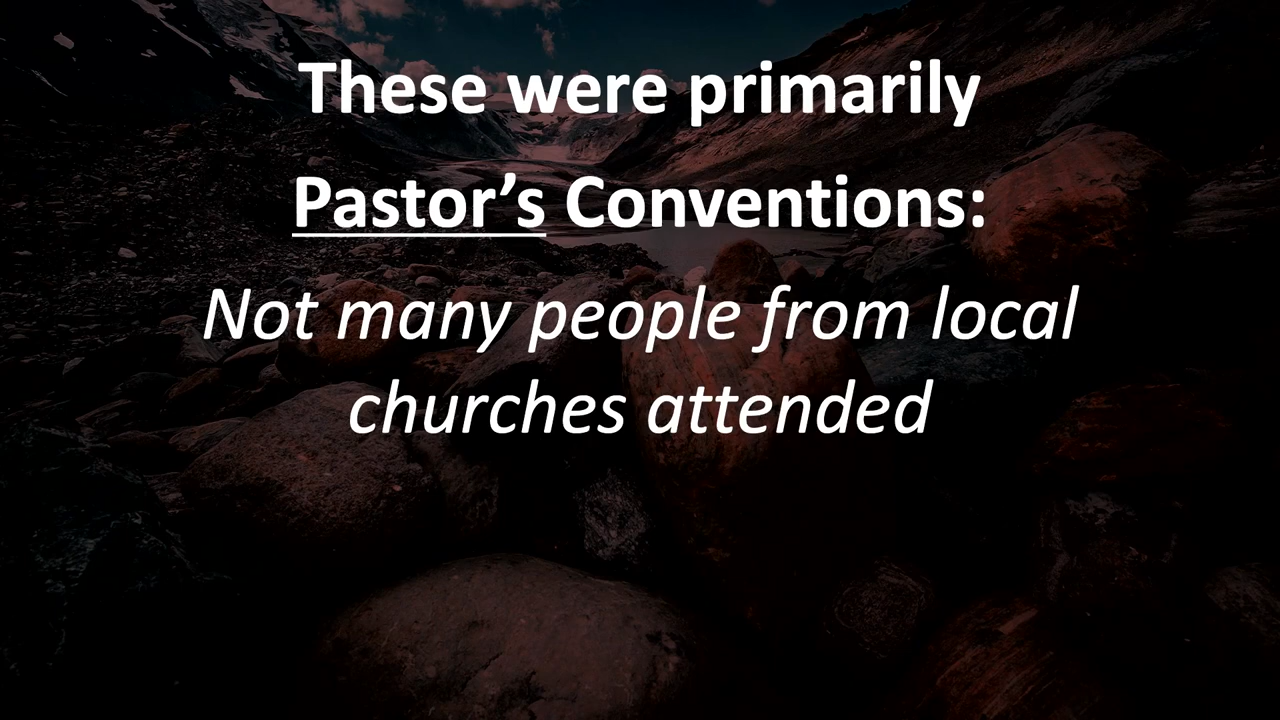 These were primarily
Pastor’s Conventions:
Not many people from local
churches attended